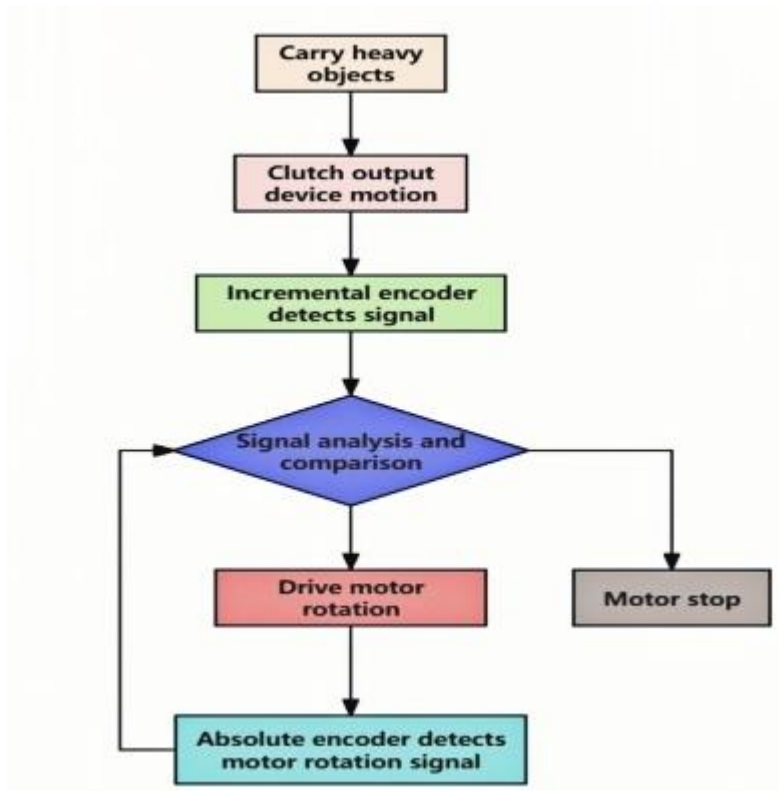 Carry heavy
objects
Clutch output
device motion
Incremental encoder
detects signal
Signal analysis and
comparison
Drive motor
rotation
Motor stop
Absolute encoder detects
motor rotation signal